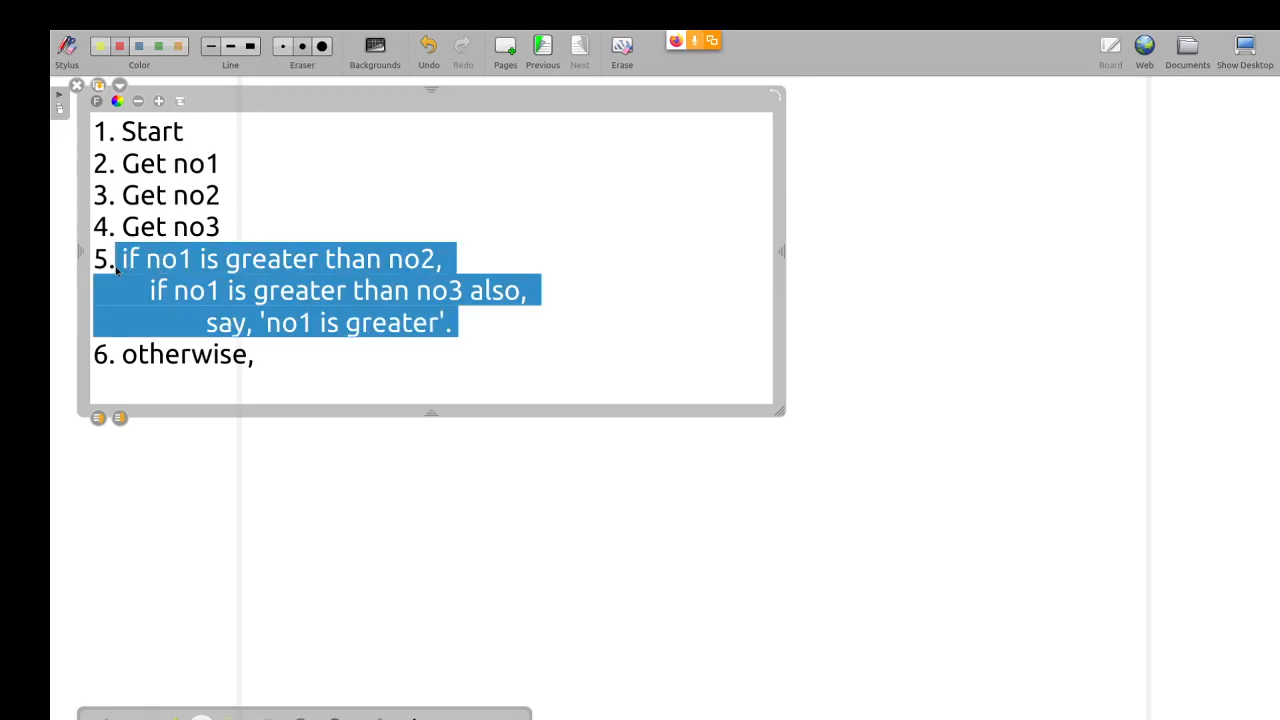 Stylus
Color
Line
Eraser
Backgrounds
Undo
Redo
Pages
Previous
Next
Erase
Board
Web
Documents
Show Desktop
1. Start
2. Get no1
3. Get no2
4. Get no3
5. if no1 is greater than no2,
if no1 is greater than no3 also,
say, 'no1 is greater'.
6. otherwise,